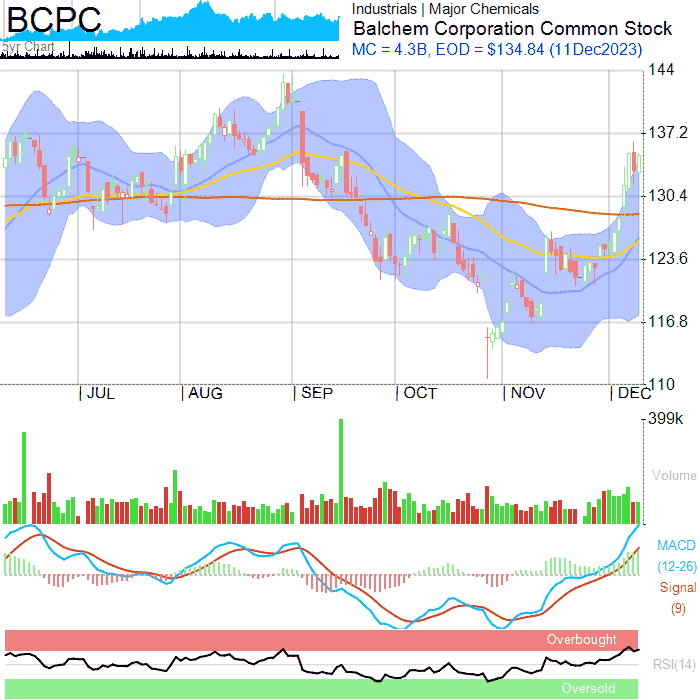 BCPC
5yr Chart
Industrials | Major Chemicals
Balchem Corporation Common Stock
MC = 4.3B, EOD = $134.84 (11Dec2023)
144
137.2
130.4
123.6
116.8
110
| JUL
| AUG
| SEP
| OCT
| NOV
| DEC
399k
Volume
MACD
(12-26)
Signal
(9)
Overbought
RSI(14)
Oversold